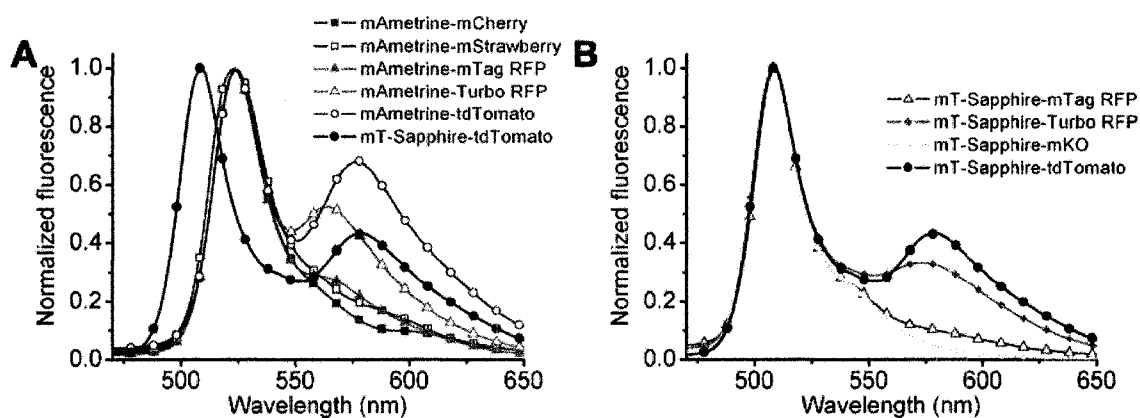 A
mAmetrine-mCherry
mAmetrine-mStrawberry
mAmetrine-mTag RFP
mAmetrine-Turbo RFP
mAmetrine-tdTomato
mT-Sapphire-tdTomato
Normalized fluorescence
1.0
0.8
0.6
0.4
0.2
0.0
500
550
600
650
Wavelength (nm)
B
mT-Sapphire-mTag RFP
mT-Sapphire-Turbo RFP
mT-Sapphire-mKO
mT-Sapphire-tdTomato
Normalized fluorescence
1.0
0.8
0.6
0.4
0.2
0.0
500
550
600
650
Wavelength (nm)